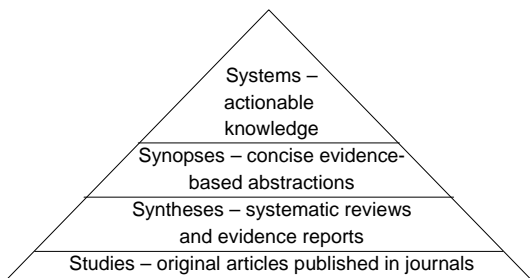 Systems –
actionable
knowledge
Synopses – concise evidence-
based abstractions
Syntheses – systematic reviews
and evidence reports
Studies – original articles published in journals